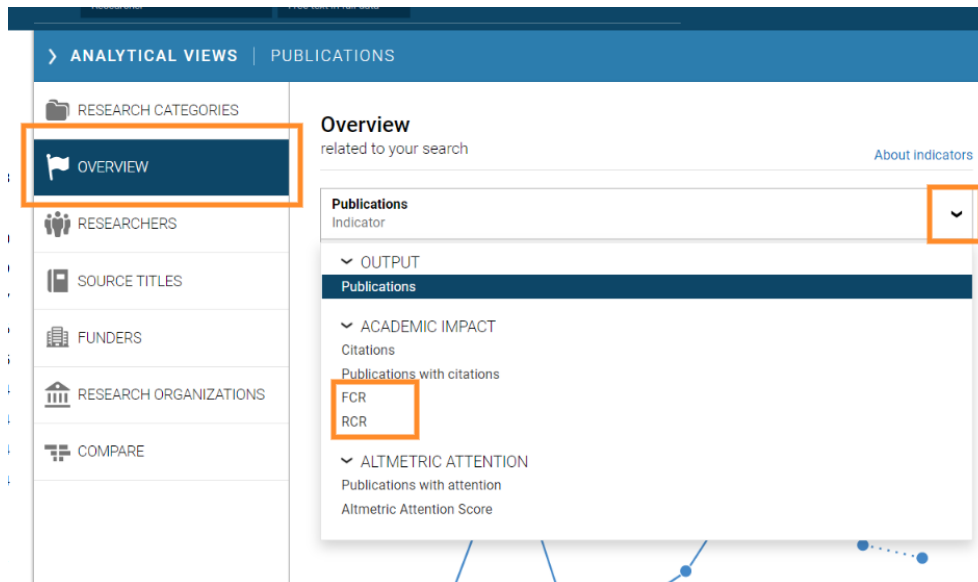 ANALYTICAL VIEWS | PUBLICATIONS
RESEARCH CATEGORIES
OVERVIEW
RESEARCHERS
SOURCE TITLES
FUNDERS
RESEARCH ORGANIZATIONS
COMPARE
Overview
related to your search
About indicators
Publications
Indicator
OUTPUT
Publications
ACADEMIC IMPACT
Citations
Publications with citations
FCR
RCR
ALTMETRIC ATTENTION
Publications with attention
Altmetric Attention Score